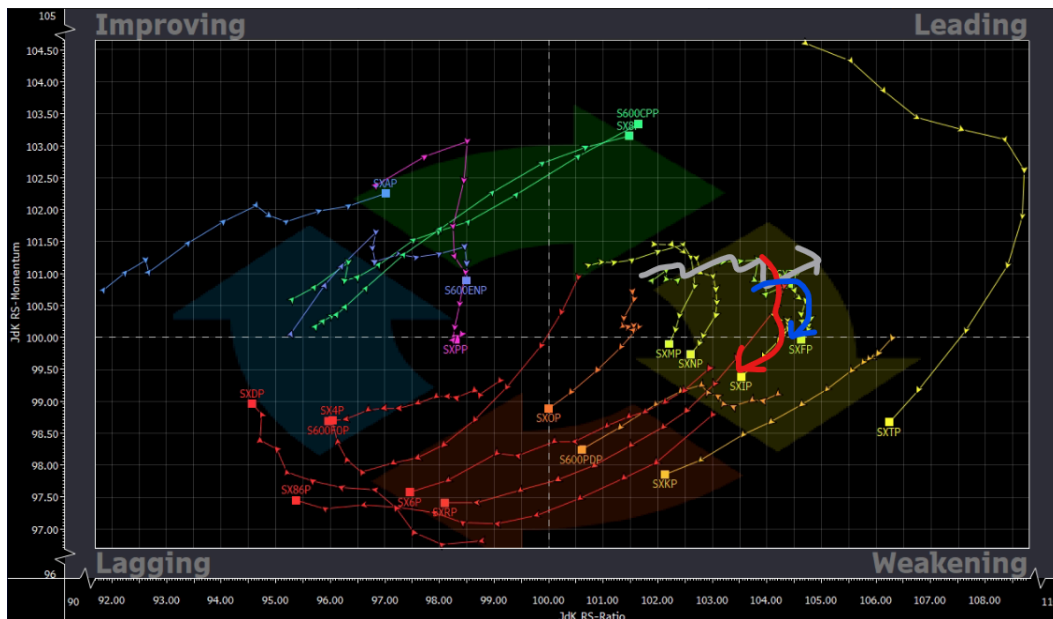 105
Improving
Leading
104.50
104.00
103.50
103.00
102.50
102.00
101.50
101.00
100.50
100.00
99.50
99.00
98.50
98.00
97.50
97.00
96
JdK RS-Momentum
S600CPP
SX8P
SXAP
S600ENP
SXPP
SXMP
SXNP
SXIP
SXFP
SXTP
SXDP
SX4P
SXOP
S600PDP
SXKP
SX86P
SX6P
SXRP
Lagging
Weakening
90
92.00
93.00
94.00
95.00
96.00
97.00
98.00
99.00
100.00
101.00
102.00
103.00
104.00
105.00
106.00
107.00
108.00
JdK RS-Ratio